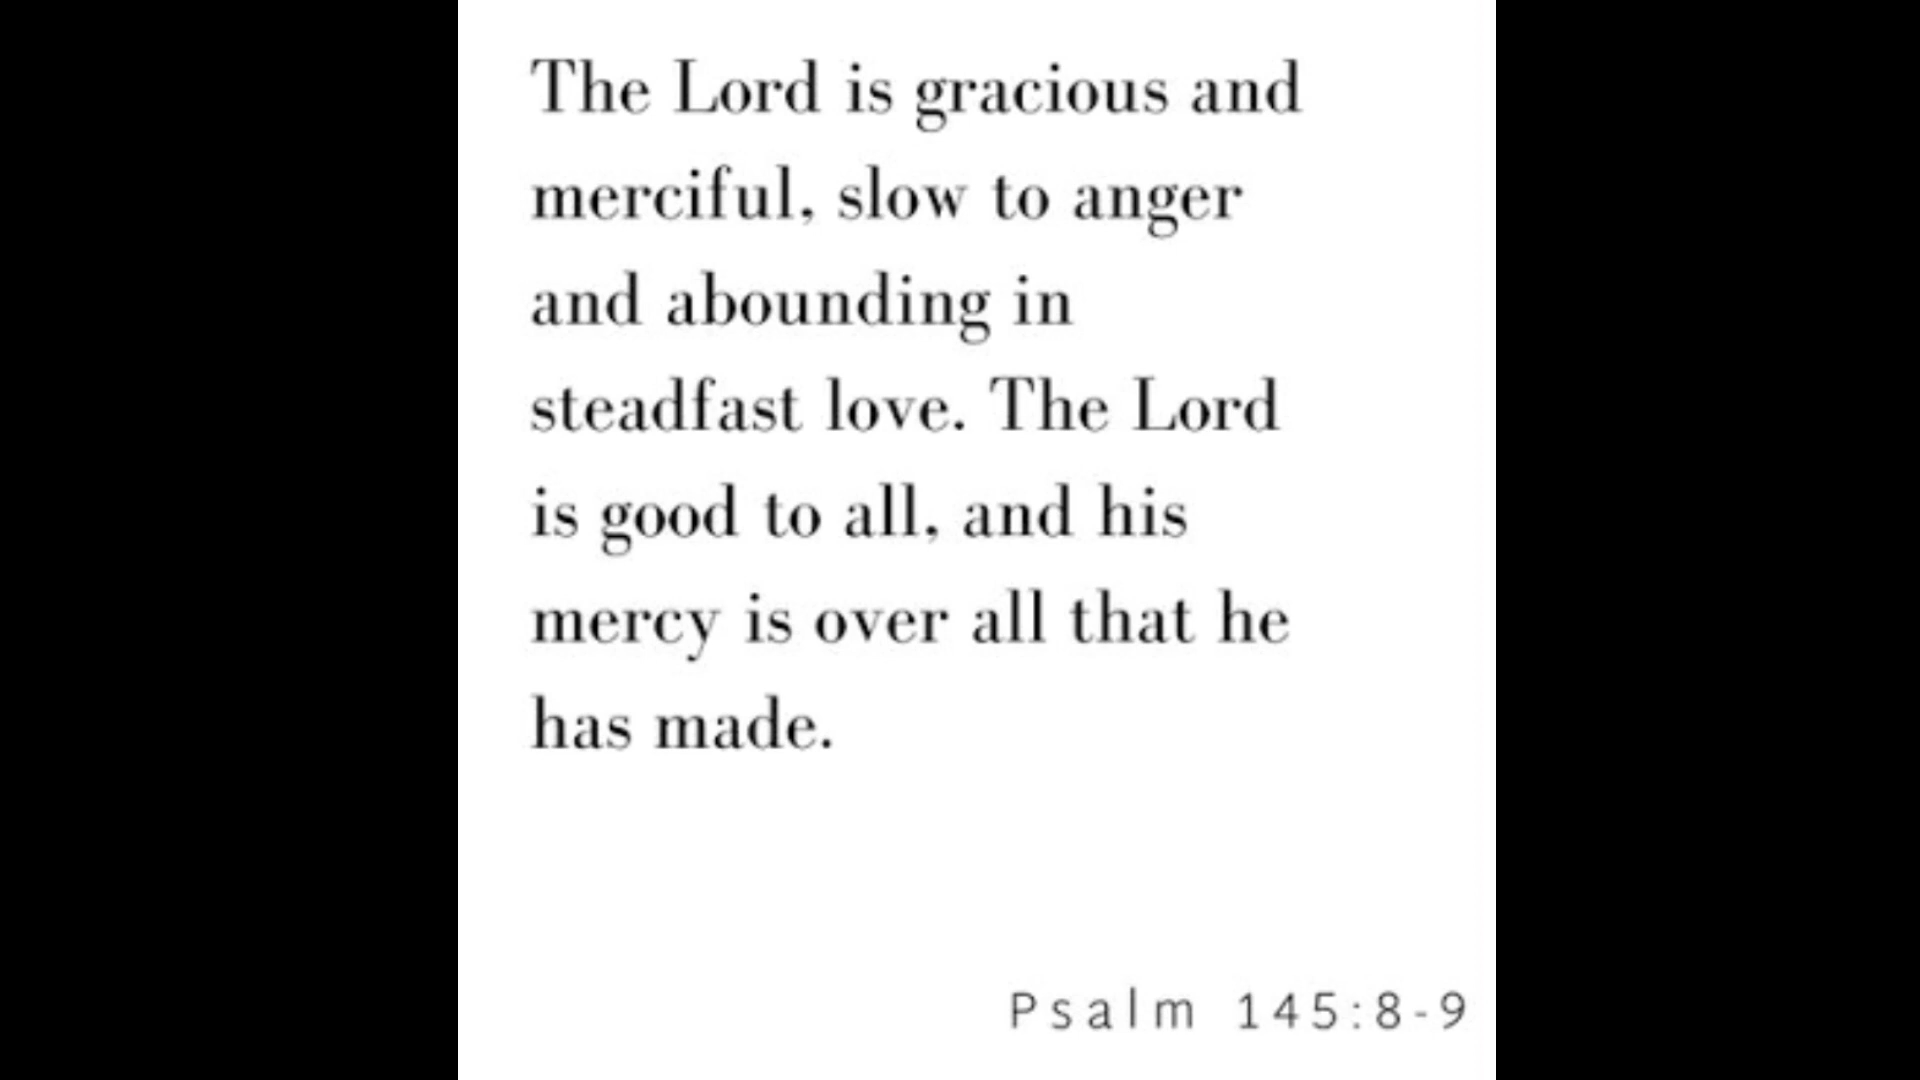 The Lord is gracious and
merciful, slow to anger
and abounding in
steadfast love. The Lord
is good to all, and his
mercy is over all that he
has made.
Psalm 145:8-9